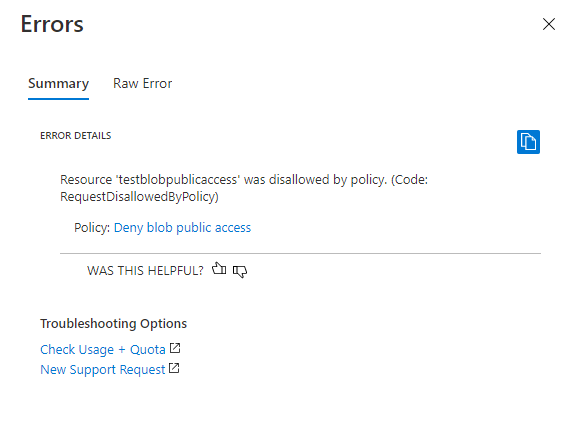 Errors
Summary Raw Error
ERROR DETAILS
Resource 'testblobpublicaccess' was disallowed by policy. (Code:
RequestDisallowedByPolicy)
Policy: Deny blob public access
WAS THIS HELPFUL?
Troubleshooting Options
Check Usage + Quota
New Support Request